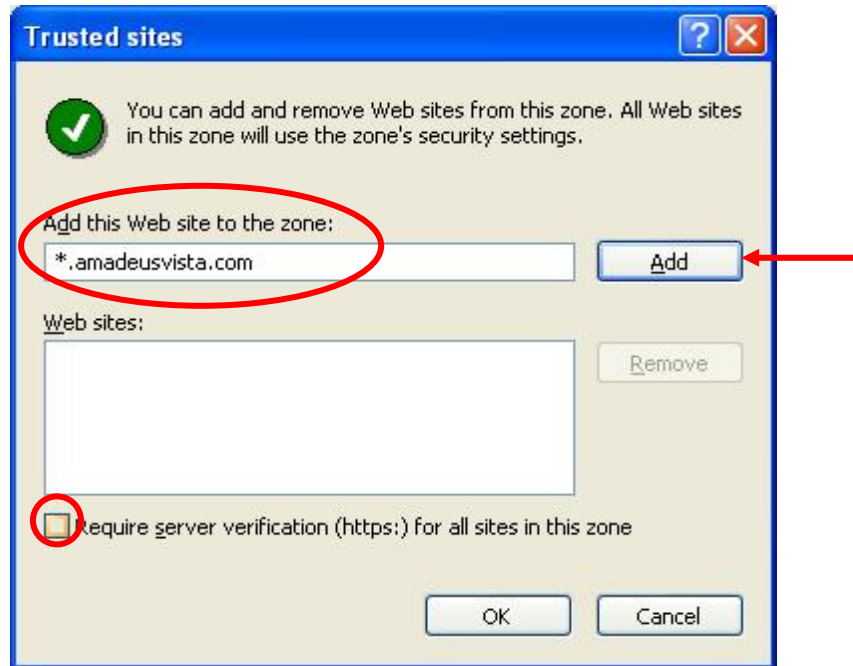 Trusted sites
You can add and remove Web sites from this zone. All Web sites
in this zone will use the zone's security settings.
Add this Web site to the zone:
*.amadeusvista.com
Add
Web sites:
Remove
Require server verification (https:) for all sites in this zone
OK
Cancel